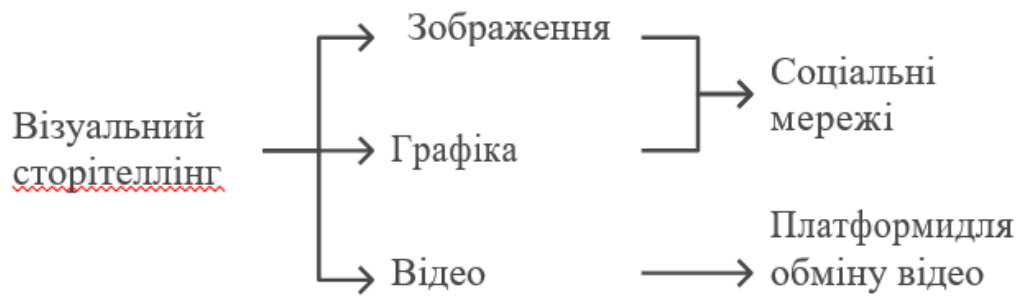 Візуальний
сторітеллінг
Зображення
Графіка
Відео
Соціальні
мережі
Платформидля
обміну відео